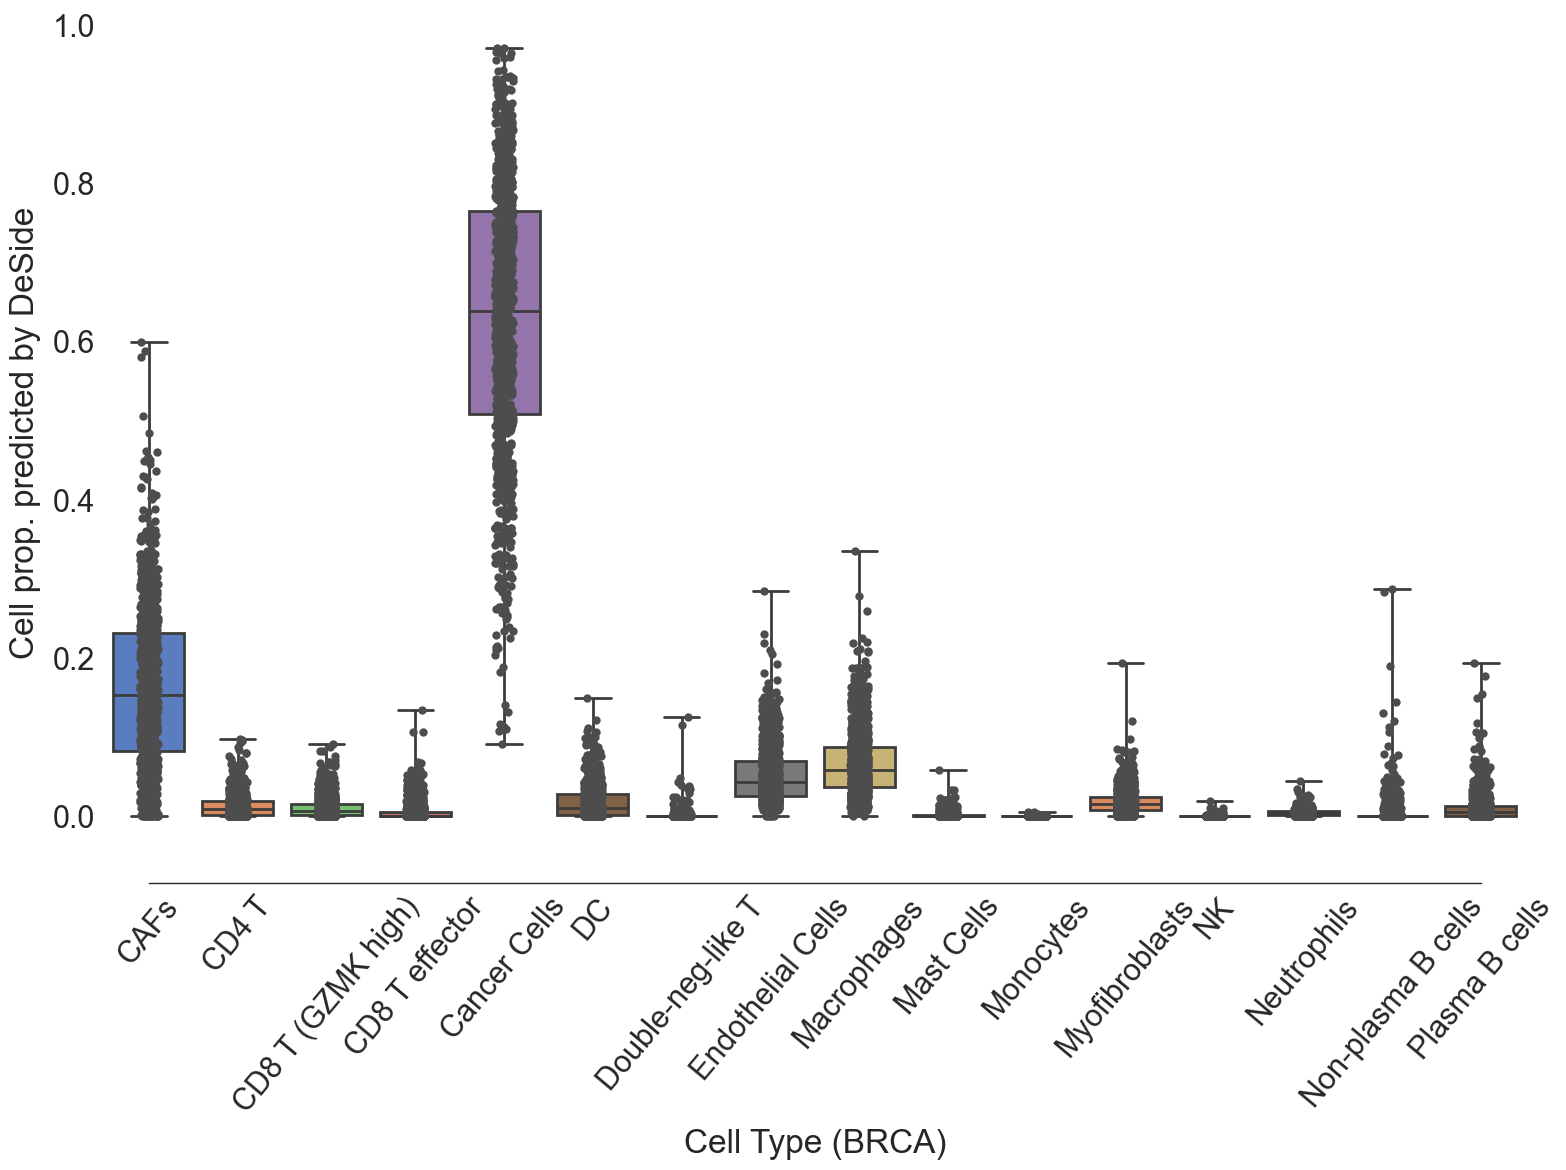 1.0
0.8
0.6
0.4
0.2
0.0
Cell prop. predicted by DeSide
CAFs
CD4 T
CD8 T (GZMK high)
CD8 T effector
Cancer Cells
DC
Double-neg-like T
Endothelial Cells
Macrophages
Mast Cells
Monocytes
Myofibroblasts
NK
Neutrophils
Non-plasma B cells
Plasma B cells
Cell Type (BRCA)